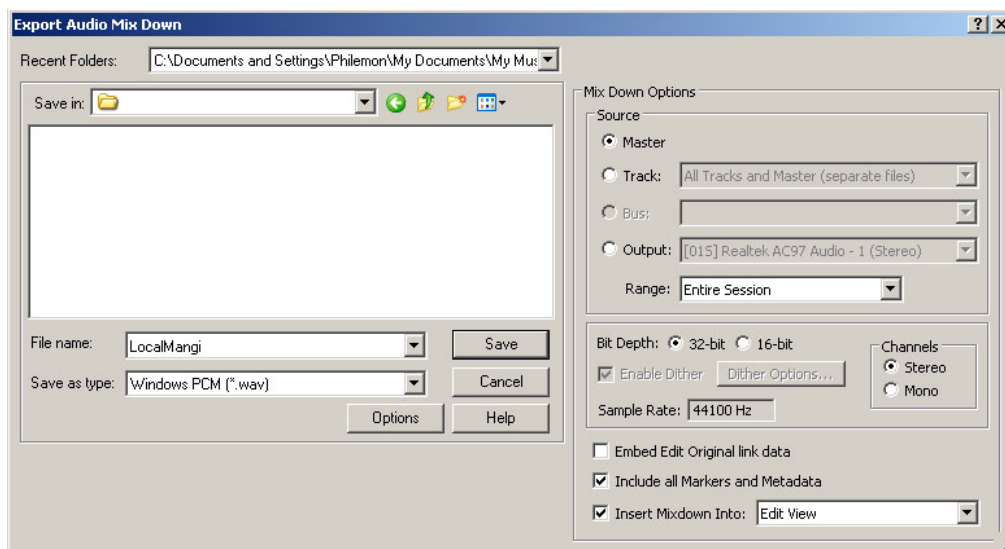 Export Audio Mix Down
Recent Folders: C:\Documents and Settings\Philemon\My Documents\My Mus
Save in:
File name: LocalMangi
Save
Save as type: Windows PCM (*.wav)
Cancel
Options
Help
Mix Down Options
Source
Master
Track: All Tracks and Master (separate files)
Bus:
Output: [01S] Realtek AC97 Audio - 1 (Stereo)
Range: Entire Session
Bit Depth: 32-bit 16-bit
Enable Dither Dither Options...
Sample Rate: 44100 Hz
Channels
Stereo
Mono
Embed Edit Original link data
Include all Markers and Metadata
Insert Mixdown Into: Edit View